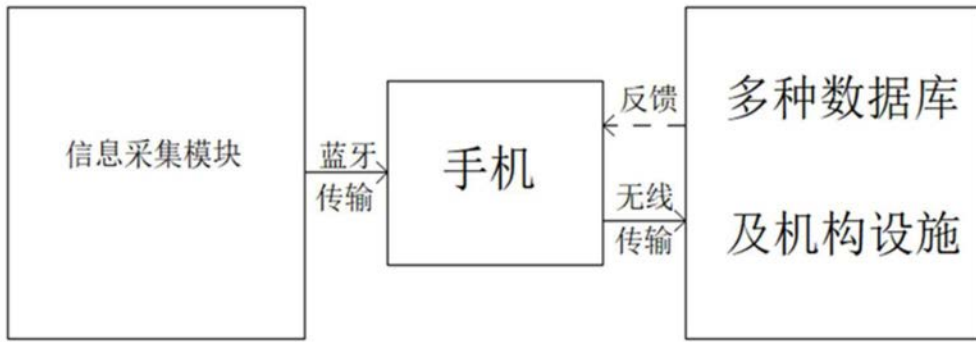 信息采集模块
蓝牙
传输
手机
反馈
无线
传输
多种数据库
及机构设施